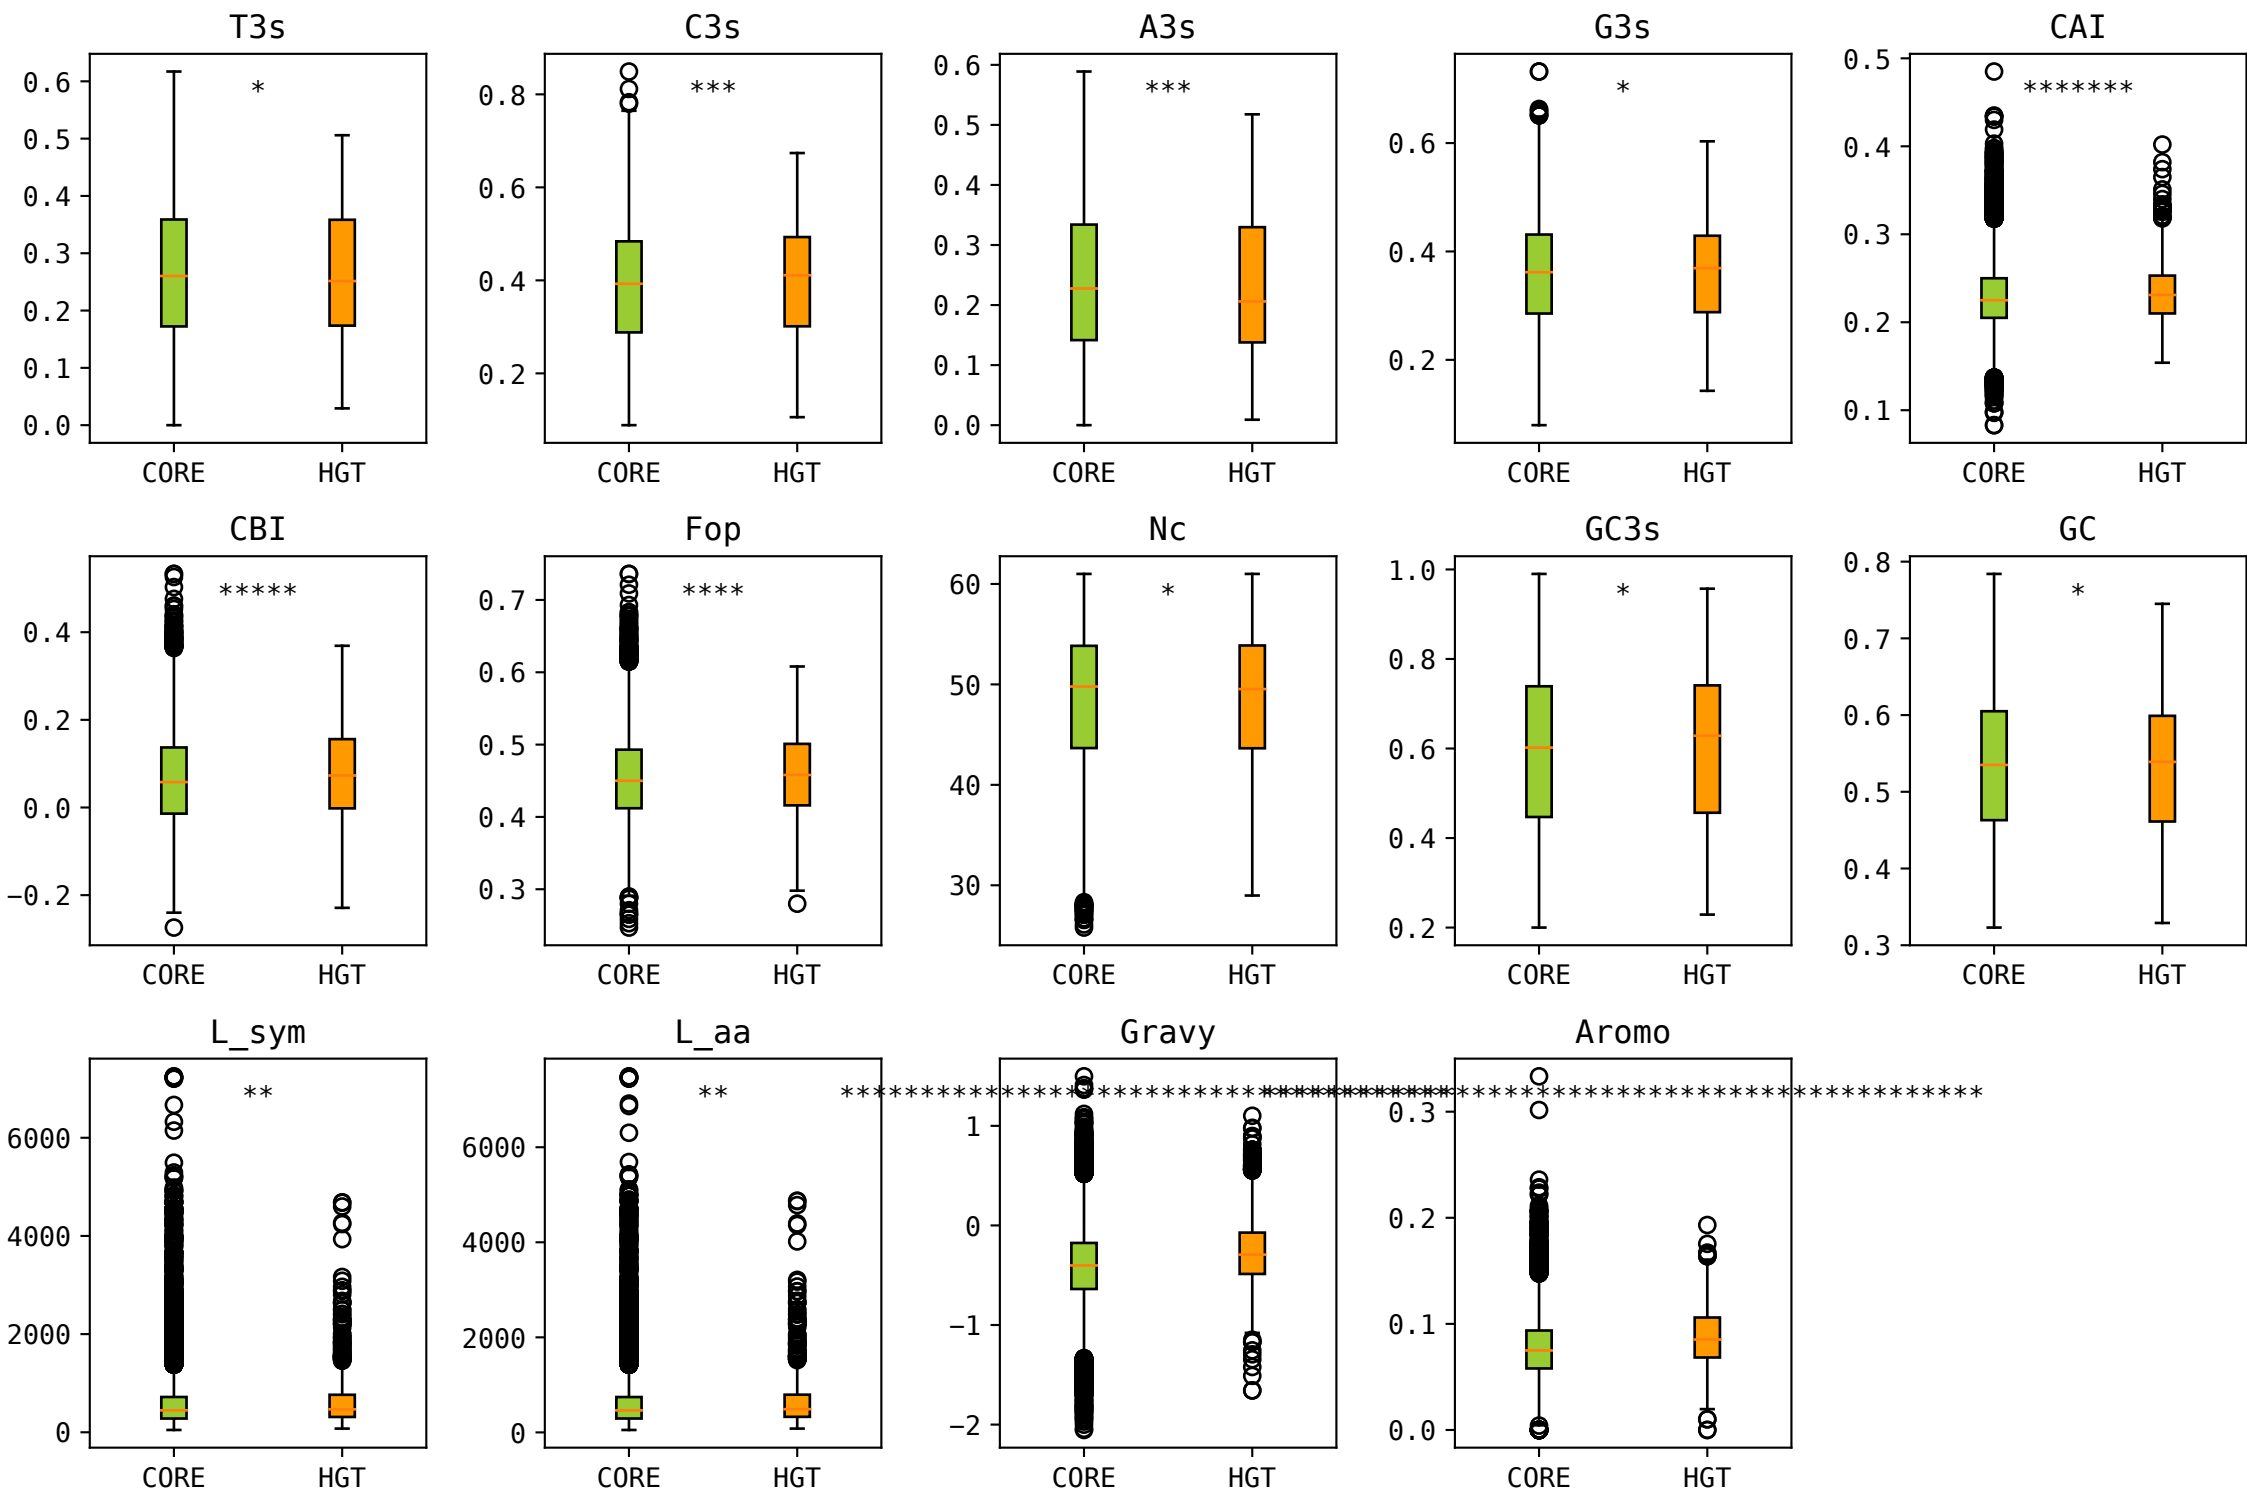 T3s
0.6
0.5
0.4
0.3
0.2
0.1
0.0
*
CORE HGT
C3s
0.8
0.6
0.4
0.2
***
CORE HGT
A3s
0.6
0.5
0.4
0.3
0.2
0.1
0.0
***
CORE HGT
G3s
0.6
0.4
0.2
*
CORE HGT
CAI
0.5
0.4
0.3
0.2
0.1
*******
CORE HGT
CBI
0.4
0.2
0.0
−0.2
*****
CORE HGT
Fop
0.7
0.6
0.5
0.4
0.3
****
CORE HGT
Nc
60
50
40
30
*
CORE HGT
GC3s
1.0
0.8
0.6
0.4
0.2
*
CORE HGT
GC
0.8
0.7
0.6
0.5
0.4
0.3
*
CORE HGT
L_sym
6000
4000
2000
0
**
CORE HGT
L_aa
6000
4000
2000
0
**
CORE HGT
Gravy
1
0
−1
−2
CORE HGT
Aromo
0.3
0.2
0.1
0.0
CORE HGT